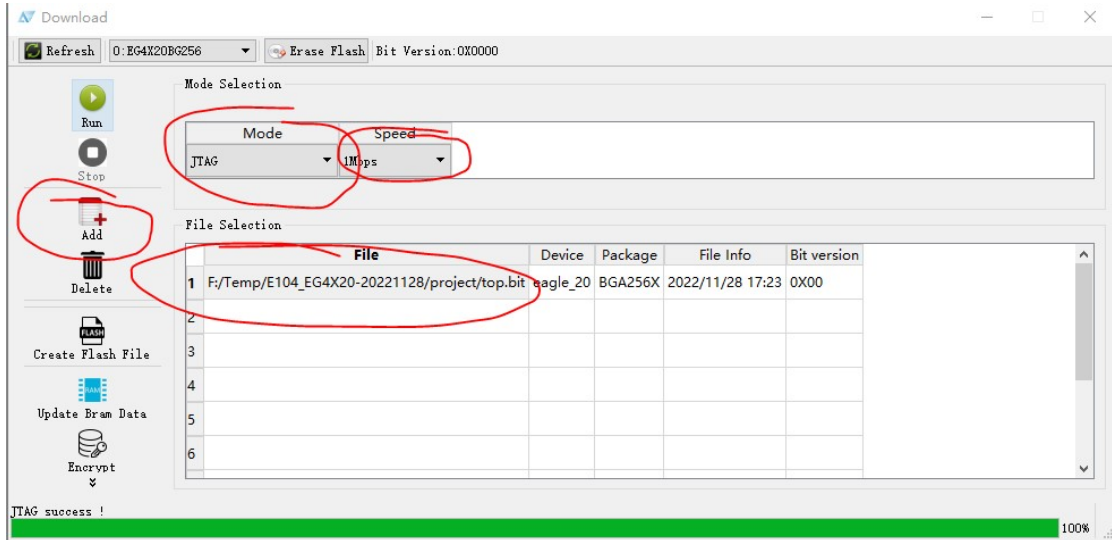 Download
Refresh 0:EG4X20BG256 Erase Flash Bit Version:0X0000
Run
Stop
Add
Delete
FLASH
Create Flash File
RAM
Update Bram Data
Encrypt
Mode Selection
Mode Speed
JTAG 1Mbps
File Selection
File Device Package File Info Bit version
1 F:/Temp/E104_EG4X20-20221128/project/top.bit eagle_20 BGA256X 2022/11/28 17:23 0X00
2
3
4
5
6
JTAG success !
100%